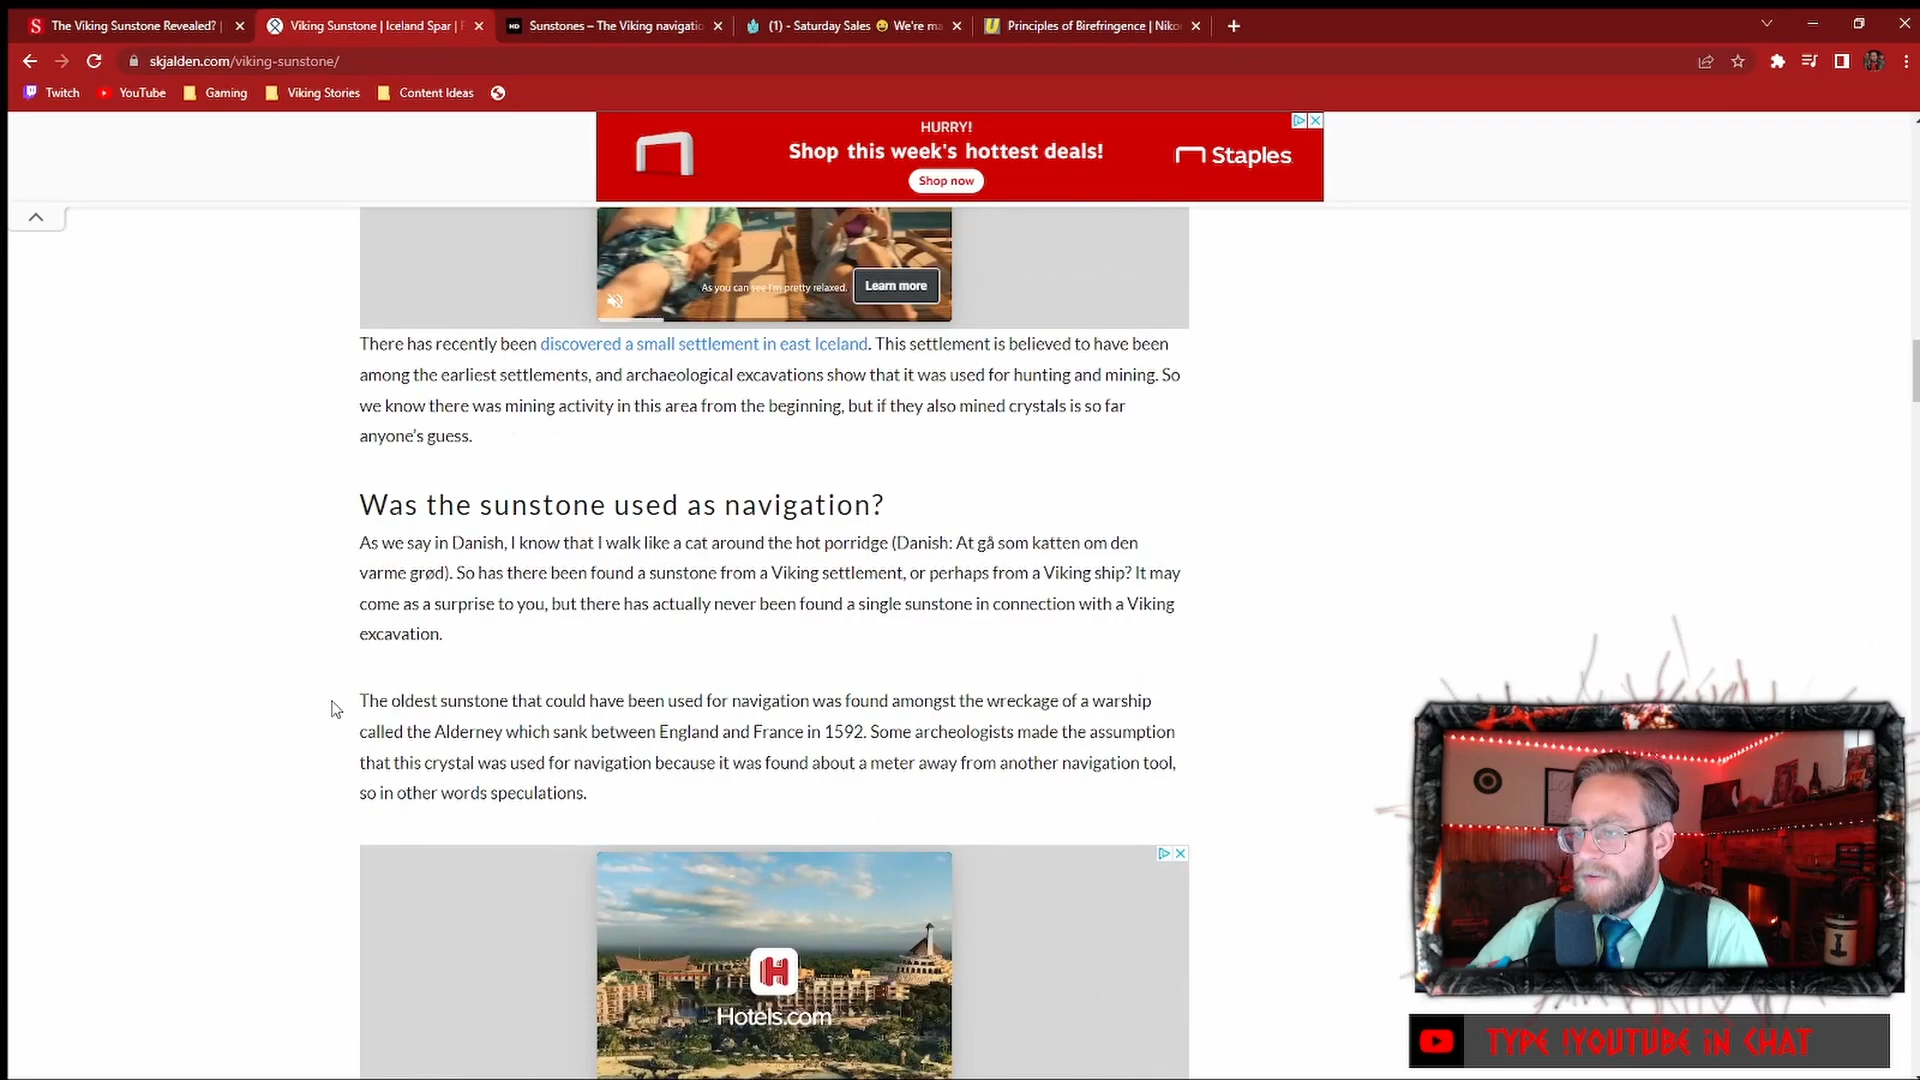 The Viking Sunstone Revealed? |
Viking Sunstone | Iceland Spar |
Sunstones – The Viking navigatio
(1) - Saturday Sales 😀 We're ma
Principles of Birefringence | Niko
skjalden.com/viking-sunstone/
Twitch
YouTube
Gaming
Viking Stories
Content Ideas
HURRY!
Shop this week's hottest deals!
Shop now
Staples
As you can see I'm pretty relaxed.
Learn more
There has recently been discovered a small settlement in east Iceland. This settlement is believed to have been
among the earliest settlements, and archaeological excavations show that it was used for hunting and mining. So
we know there was mining activity in this area from the beginning, but if they also mined crystals is so far
anyone's guess.
Was the sunstone used as navigation?
As we say in Danish, I know that I walk like a cat around the hot porridge (Danish: At gå som katten om den
varme grød). So has there been found a sunstone from a Viking settlement, or perhaps from a Viking ship? It may
come as a surprise to you, but there has actually never been found a single sunstone in connection with a Viking
excavation.
The oldest sunstone that could have been used for navigation was found amongst the wreckage of a warship
called the Alderney which sank between England and France in 1592. Some archeologists made the assumption
that this crystal was used for navigation because it was found about a meter away from another navigation tool,
so in other words speculations.
Hotels.com
TYPE !YOUTUBE IN CHAT